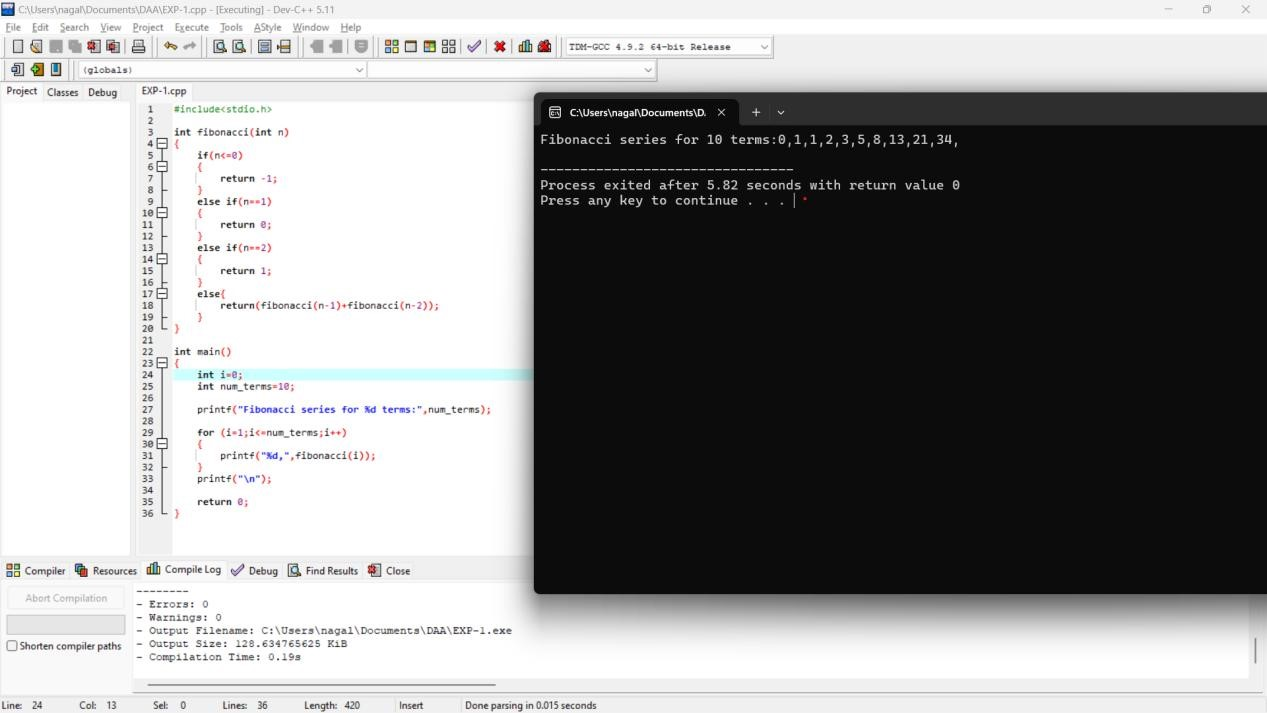 C:\Users\nagal\Documents\DAA\EXP-1.cpp - [Executing] - Dev-C++ 5.11
File Edit Search View Project Execute Tools AStyle Window Help
TDM-GCC 4.9.2 64-bit Release
(globals)
Project Classes Debug
EXP-1.cpp
1 #include<stdio.h>
2
3 int fibonacci(int n)
4 {
5 if(n<=0)
6 {
7 return -1;
8 }
9 else if(n==1)
10 {
11 return 0;
12 }
13 else if(n==2)
14 {
15 return 1;
16 }
17 else{
18 return(fibonacci(n-1)+fibonacci(n-2));
19 }
20 }
21
22 int main()
23 {
24 int i=0;
25 int num_terms=10;
26
27 printf("Fibonacci series for %d terms:",num_terms);
28
29 for (i=1;i<=num_terms;i++)
30 {
31 printf("%d,",fibonacci(i));
32 }
33 printf("\n");
34
35 return 0;
36 }
C:\Users\nagal\Documents\D.
Fibonacci series for 10 terms:0,1,1,2,3,5,8,13,21,34,
--------------------------------
Process exited after 5.82 seconds with return value 0
Press any key to continue . . .
Compiler Resources Compile Log Debug Find Results Close
Abort Compilation
Shorten compiler paths
--------
- Errors: 0
- Warnings: 0
- Output Filename: C:\Users\nagal\Documents\DAA\EXP-1.exe
- Output Size: 128.634765625 KiB
- Compilation Time: 0.19s
Line: 24 Col: 13 Sel: 0 Lines: 36 Length: 420 Insert Done parsing in 0.015 seconds